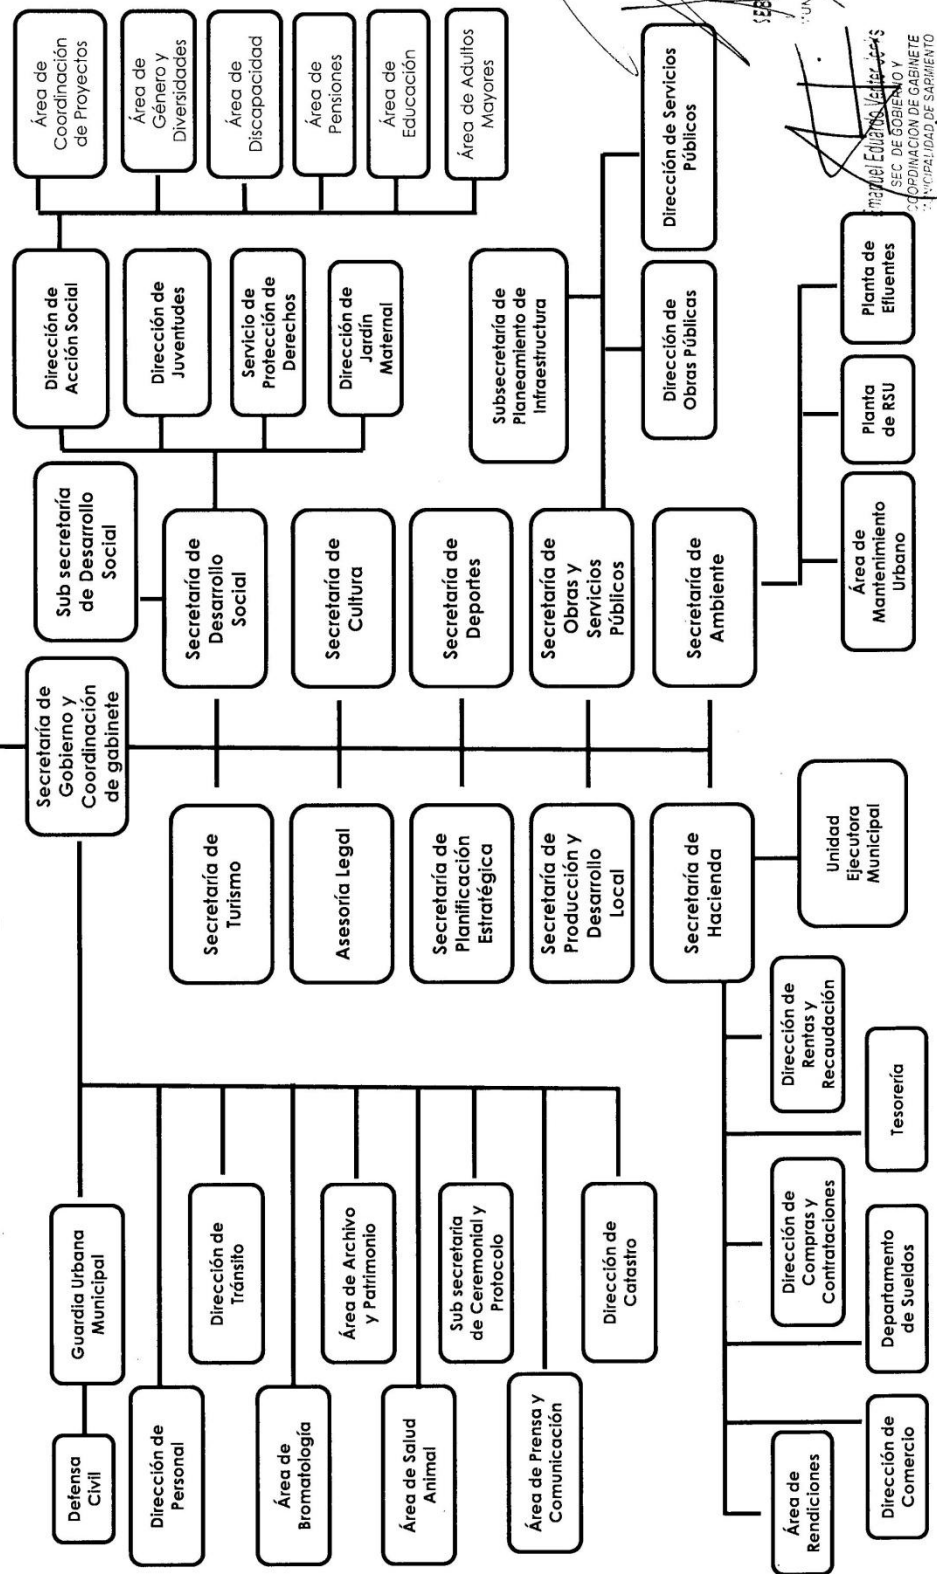 Secretaría de
Gobierno y
Coordinación
de gabinete
Guardia Urbana
Municipal
Defensa
Civil
Dirección de
Personal
Dirección de
Tránsito
Área de
Bromatología
Área de Archivo
y Patrimonio
Área de Salud
Animal
Sub secretaria
de Ceremonial y
Protocolo
Área de Prensa y
Comunicación
Dirección de
Catastro
Secretaría de
Turismo
Asesoría Legal
Secretaría de
Planificación
Estratégica
Secretaría de
Producción y
Desarrollo
Local
Secretaría de
Hacienda
Unidad
Ejecutora
Municipal
Dirección de
Rentas y
Recaudación
Tesorería
Dirección de
Compras y
Contrataciones
Departamento
de Sueldos
Dirección de
Comercio
Área de
Rendiciones
Sub secretaría
de Desarrollo
Social
Secretaría de
Desarrollo
Social
Secretaría de
Cultura
Secretaría de
Deportes
Secretaría de
Obras y
Servicios
Públicos
Secretaría de
Ambiente
Dirección de
Acción Social
Dirección de
Juventudes
Servicio de
Protección de
Derechos
Dirección de
Jardín
Maternal
Área de
Coordinación
de Proyectos
Área de
Género y
Diversidades
Área de
Discapacidad
Área de
Pensiones
Área de
Educación
Área de Adultos
Mayores
Subsecretaría de
Planeamiento de
Infraestructura
Dirección de
Obras Públicas
Dirección de Servicios
Públicos
Área de
Mantenimiento
Urbano
Planta
de RSU
Planta de
Efluentes
Eduardo
SEC. DE GOBIERNO Y
COORDINACION DE GABINETE
MUNICIPALIDAD DE SARMIENTO